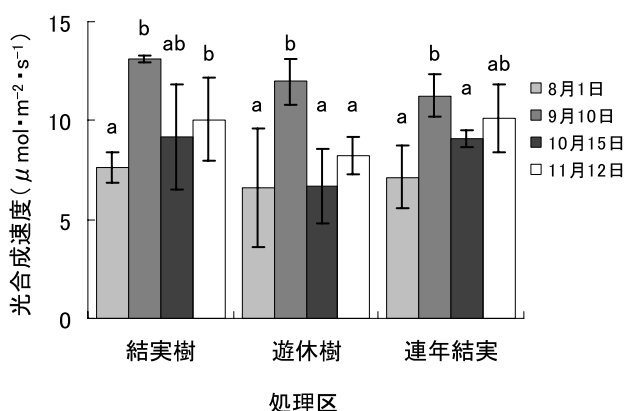 光合成速度(μmol・m⁻²・s⁻¹)
15
10
5
0
a b ab b
a b a a
a b a ab
8月1日
9月10日
10月15日
11月12日
結実樹 遊休樹 連年結実
処理区